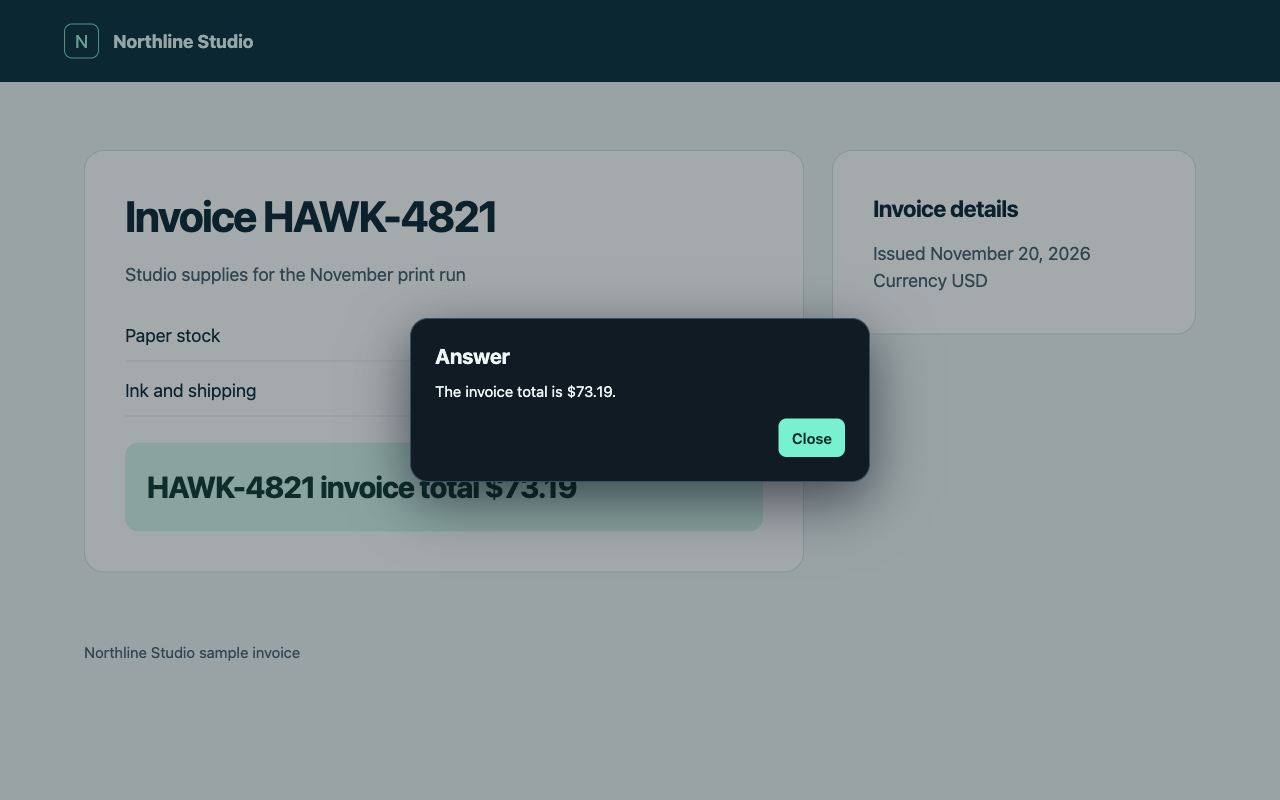 N
Northline Studio
Invoice HAWK-4821
Studio supplies for the November print run
Paper stock
Ink and shipping
HAWK-4821 invoice total $73.19
Invoice details
Issued November 20, 2026
Currency USD
Answer
The invoice total is $73.19.
Close
Northline Studio sample invoice